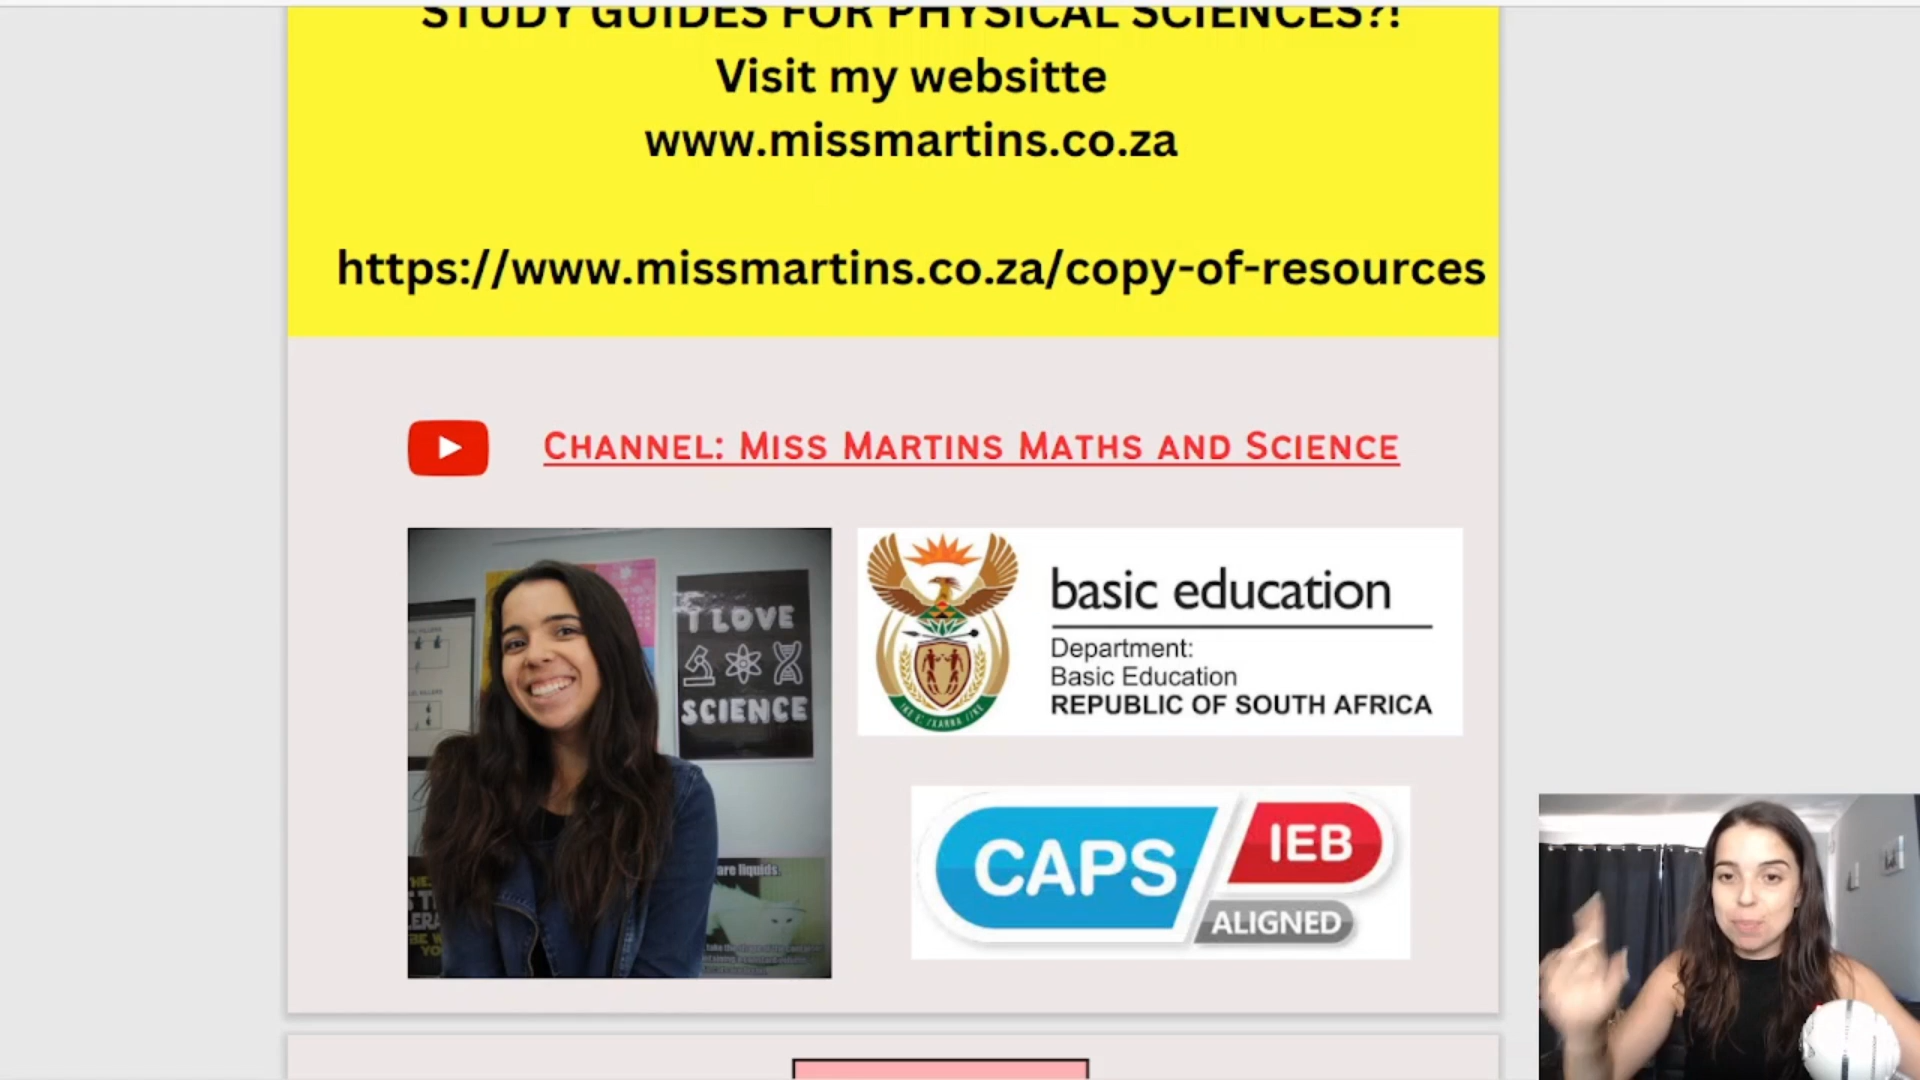 STUDY GUIDES FOR PHYSICAL SCIENCES?!
Visit my websitte
www.missmartins.co.za
https://www.missmartins.co.za/copy-of-resources
CHANNEL: MISS MARTINS MATHS AND SCIENCE
I LOVE
SCIENCE
are liquids.
basic education
Department:
Basic Education
REPUBLIC OF SOUTH AFRICA
CAPS
IEB
ALIGNED